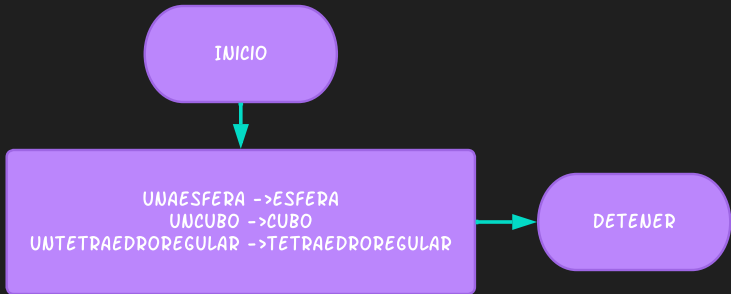 INICIO
UNAESFERA ->ESFERA
UNCUBO ->CUBO
UNTETRAEDROREGULAR ->TETRAEDROREGULAR
DETENER